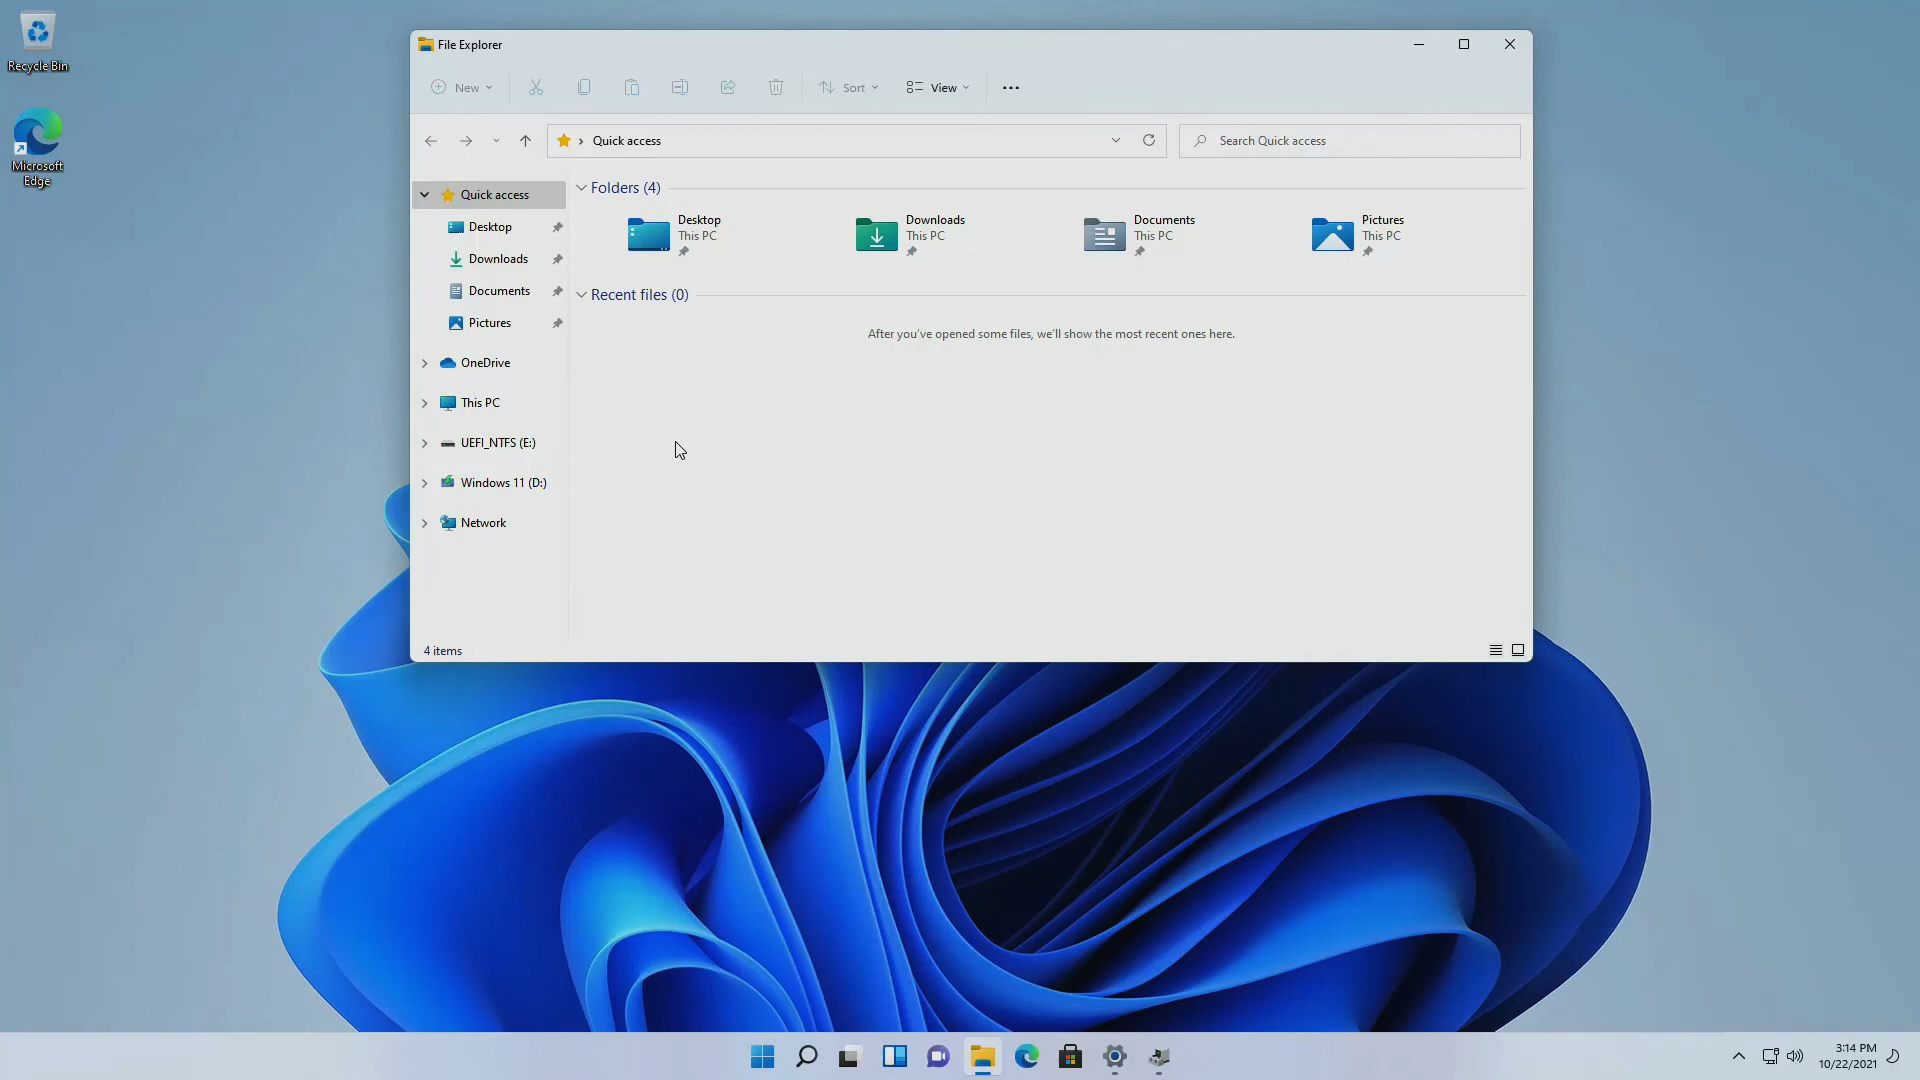 Recycle Bin
Microsoft
Edge
File Explorer
New
Sort
View
Quick access
Search Quick access
Quick access
Desktop
Downloads
Documents
Pictures
OneDrive
This PC
UEFI_NTFS (E:)
Windows 11 (D:)
Network
Folders (4)
Desktop
This PC
Downloads
This PC
Documents
This PC
Pictures
This PC
Recent files (0)
After you've opened some files, we'll show the most recent ones here.
4 items
3:14 PM
10/22/2021